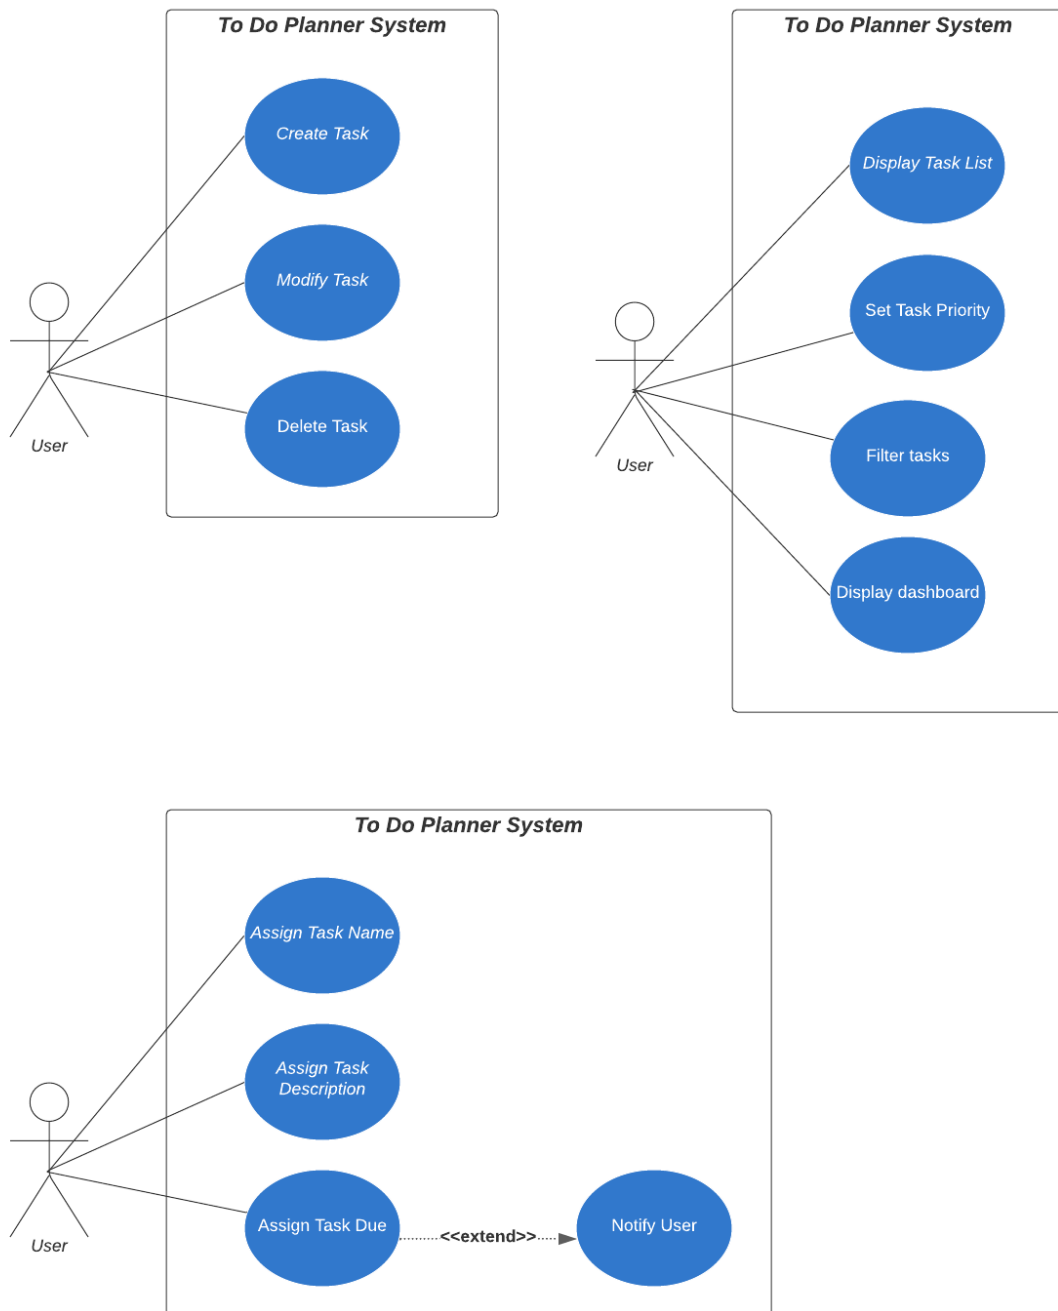 To Do Planner System
Create Task
Modify Task
Delete Task
User
To Do Planner System
Display Task List
Set Task Priority
Filter tasks
Display dashboard
User
To Do Planner System
Assign Task Name
Assign Task
Description
Assign Task Due
<<extend>>
Notify User
User